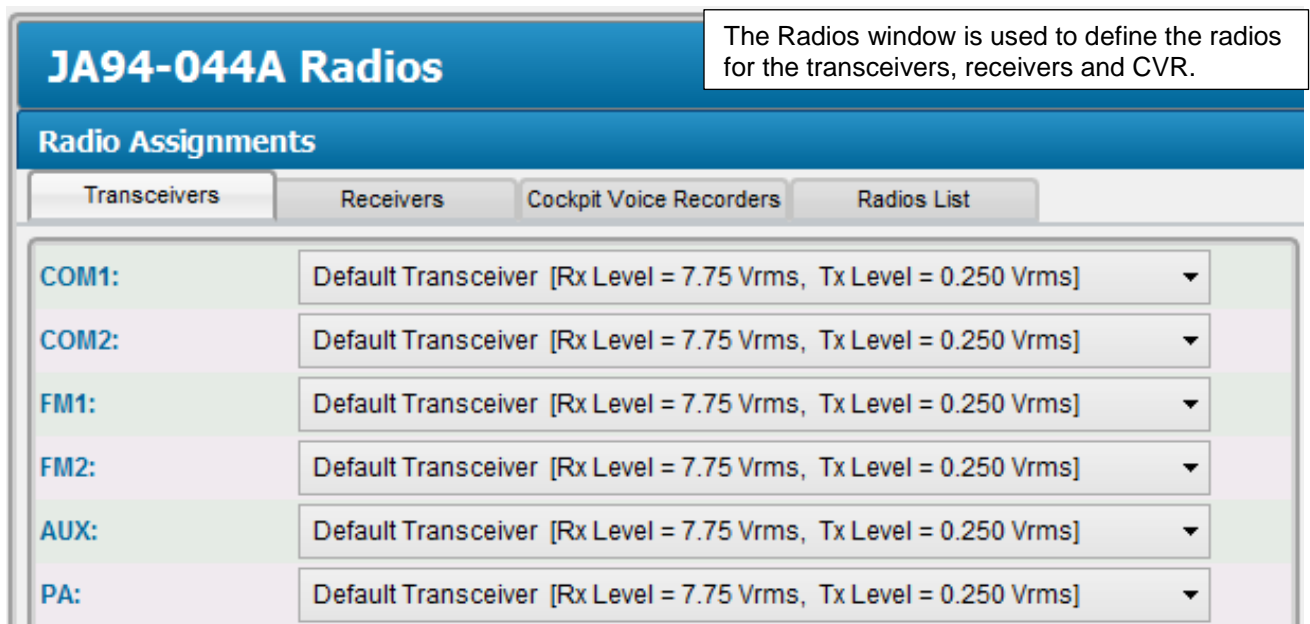 JA94-044A Radios
The Radios window is used to define the radios
for the transceivers, receivers and CVR.
Radio Assignments
Transceivers Receivers Cockpit Voice Recorders Radios List
COM1: Default Transceiver [Rx Level = 7.75 Vrms, Tx Level = 0.250 Vrms]
COM2: Default Transceiver [Rx Level = 7.75 Vrms, Tx Level = 0.250 Vrms]
FM1: Default Transceiver [Rx Level = 7.75 Vrms, Tx Level = 0.250 Vrms]
FM2: Default Transceiver [Rx Level = 7.75 Vrms, Tx Level = 0.250 Vrms]
AUX: Default Transceiver [Rx Level = 7.75 Vrms, Tx Level = 0.250 Vrms]
PA: Default Transceiver [Rx Level = 7.75 Vrms, Tx Level = 0.250 Vrms]